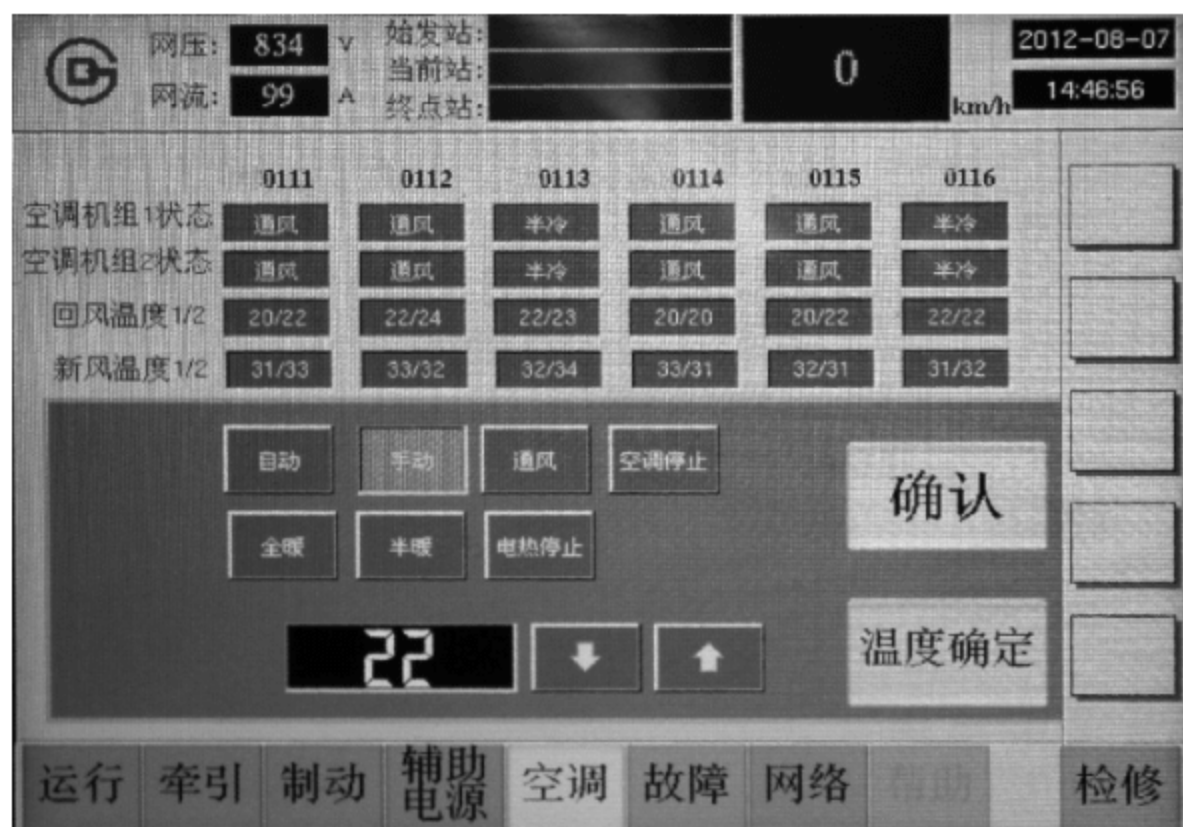 网压: 834 V 始发站: 0 km/h 2012-08-07
网流: 99 A 当前站: 14:46:56
终点站:
0111 0112 0113 0114 0115 0116
空调机组1状态 通风 通风 半冷 通风 通风 半冷
空调机组2状态 通风 通风 半冷 通风 通风 半冷
回风温度1/2 20/22 22/24 22/23 20/20 20/22 22/22
新风温度1/2 31/33 33/32 32/34 33/31 32/31 31/32
自动 手动 通风 空调停止 确认
全暖 半暖 电热停止
22 温度确定
运行 牵引 制动 辅助电源 空调 故障 网络 帮助 检修